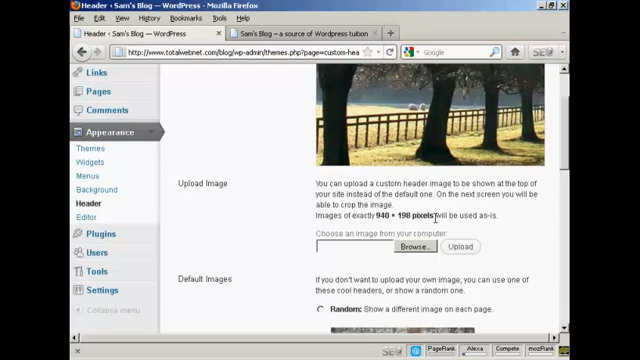 Header ‹ Sam's Blog — WordPress - Mozilla Firefox
File Edit View History Bookmarks Tools Help
Header ‹ Sam's Blog — WordPress
Sam's Blog – a source of WordPress tuition
http://www.totalwebnet.com/blog/wp-admin/themes.php?page=custom-hea
Google
Links
Pages
Comments
Appearance
Themes
Widgets
Menus
Background
Header
Editor
Plugins
Users
Tools
Settings
Collapse menu
Upload Image
You can upload a custom header image to be shown at the top of
your site instead of the default one. On the next screen you will be
able to crop the image.
Images of exactly 940 × 198 pixels will be used as-is.
Choose an image from your computer:
Browse... Upload
Default Images
If you don't want to upload your own image, you can use one of
these cool headers, or show a random one.
Random: Show a different image on each page.
PageRank Alexa Compete mozRank